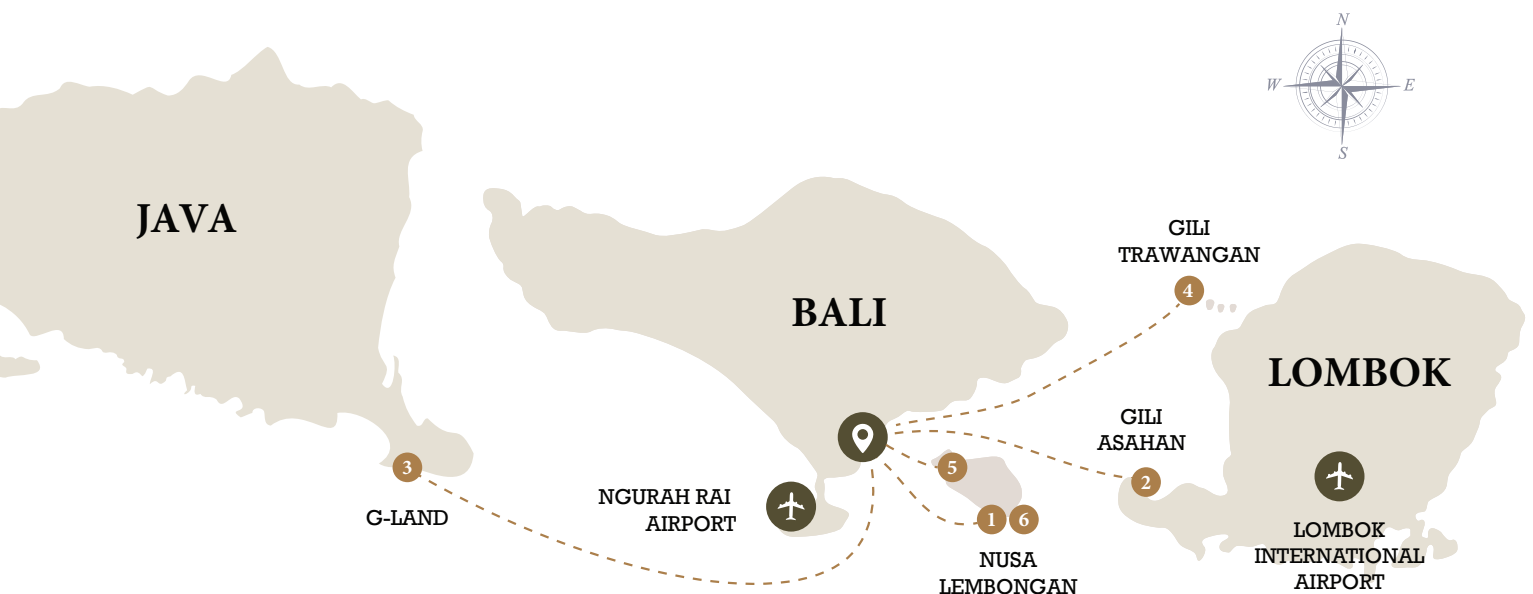 N
W
E
S
JAVA
GILI
TRAWANGAN
4
BALI
LOMBOK
GILI
ASAHAN
3
5
2
G-LAND
NGURAH RAI
AIRPORT
1
6
NUSA
LEMBONGAN
LOMBOK
INTERNATIONAL
AIRPORT